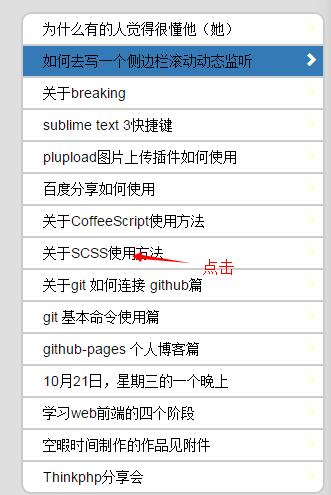 为什么有的人觉得很懂他（她） >
如何去写一个侧边栏滚动动态监听 >
关于breaking >
sublime text 3快捷键 >
plupload图片上传插件如何使用 >
百度分享如何使用 >
关于CoffeeScript使用方法 >
关于SCSS使用方法 >
点击
关于git 如何连接 github篇 >
git 基本命令使用篇 >
github-pages 个人博客篇 >
10月21日，星期三的一个晚上 >
学习web前端的四个阶段 >
空暇时间制作的作品见附件 >
Thinkphp分享会 >